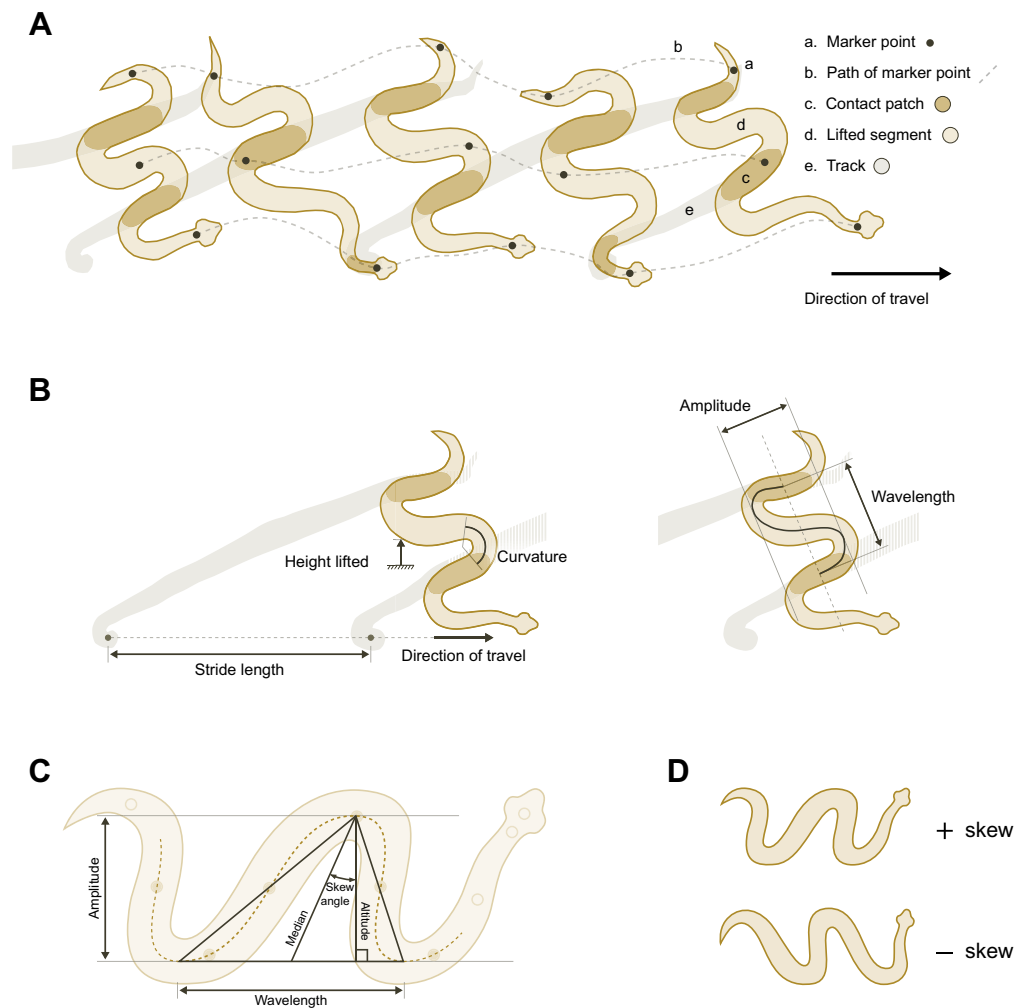 A
b
a
d
c
e
a. Marker point
b. Path of marker point
c. Contact patch
d. Lifted segment
e. Track
Direction of travel
B
Height lifted
Curvature
Direction of travel
Stride length
Amplitude
Wavelength
C
Amplitude
Median
Skew
angle
Altitude
Wavelength
D
+ skew
− skew